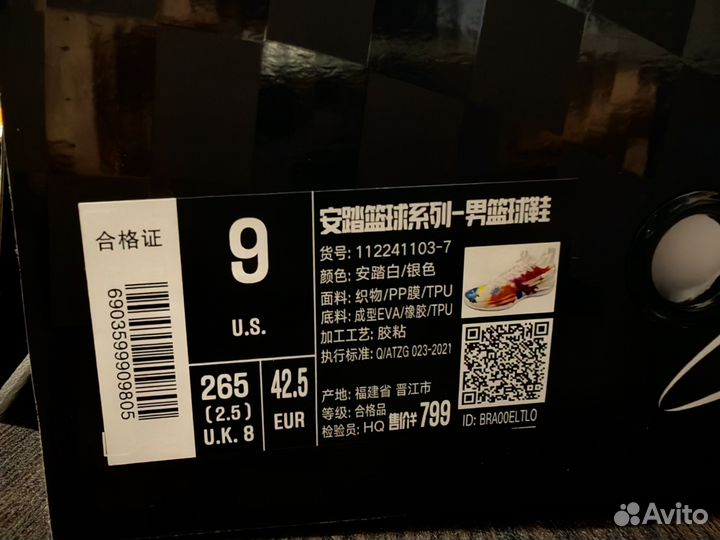 合格证
6903599909805
9
U.S.
265
(2.5)
U.K. 8
42.5
EUR
安踏篮球系列-男篮球鞋
货号: 112241103-7
颜色: 安踏白/银色
面料: 织物/PP膜/TPU
底料: 成型EVA/橡胶/TPU
加工工艺: 胶粘
执行标准: Q/ATZG 023-2021
产地: 福建省 晋江市
等级: 合格品
检验员: HQ 售价¥799
ID: BRA00ELTLO
Avito